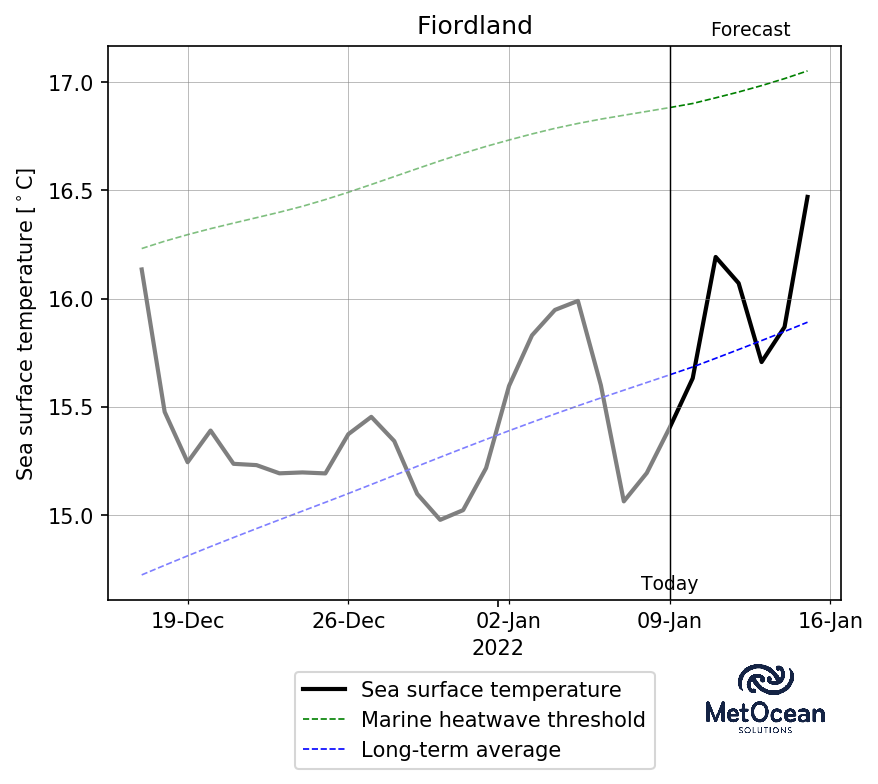 Fiordland
Forecast
Sea surface temperature [°C]
17.0
16.5
16.0
15.5
15.0
Today
19-Dec
26-Dec
02-Jan
09-Jan
16-Jan
2022
Sea surface temperature
Marine heatwave threshold
Long-term average
MetOcean
SOLUTIONS